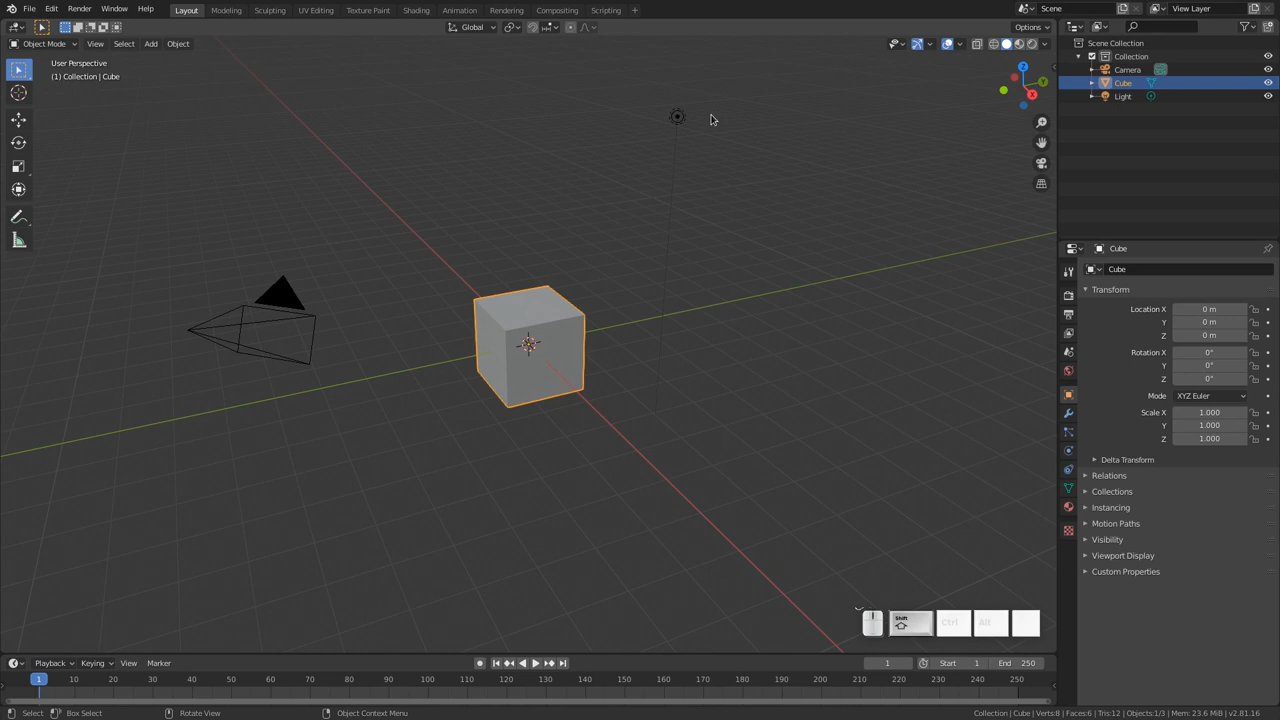 File Edit Render Window Help Layout Modeling Sculpting UV Editing Texture Paint Shading Animation Rendering Compositing Scripting + Scene View Layer
Global Options
Object Mode View Select Add Object
User Perspective
(1) Collection | Cube
Z
Y
X
Scene Collection
Collection
Camera
Cube
Light
Cube
Cube
Transform
Location X 0 m
Y 0 m
Z 0 m
Rotation X 0°
Y 0°
Z 0°
Mode XYZ Euler
Scale X 1.000
Y 1.000
Z 1.000
Delta Transform
Relations
Collections
Instancing
Motion Paths
Visibility
Viewport Display
Custom Properties
Shift Ctrl Alt
Playback Keying View Marker 1 Start 1 End 250
1 10 20 30 40 50 60 70 80 90 100 110 120 130 140 150 160 170 180 190 200 210 220 230 240 250
Select Box Select Rotate View Object Context Menu Collection | Cube | Verts:8 | Faces:6 | Tris:12 | Objects:1/3 | Mem: 23.6 MiB | v2.81.16